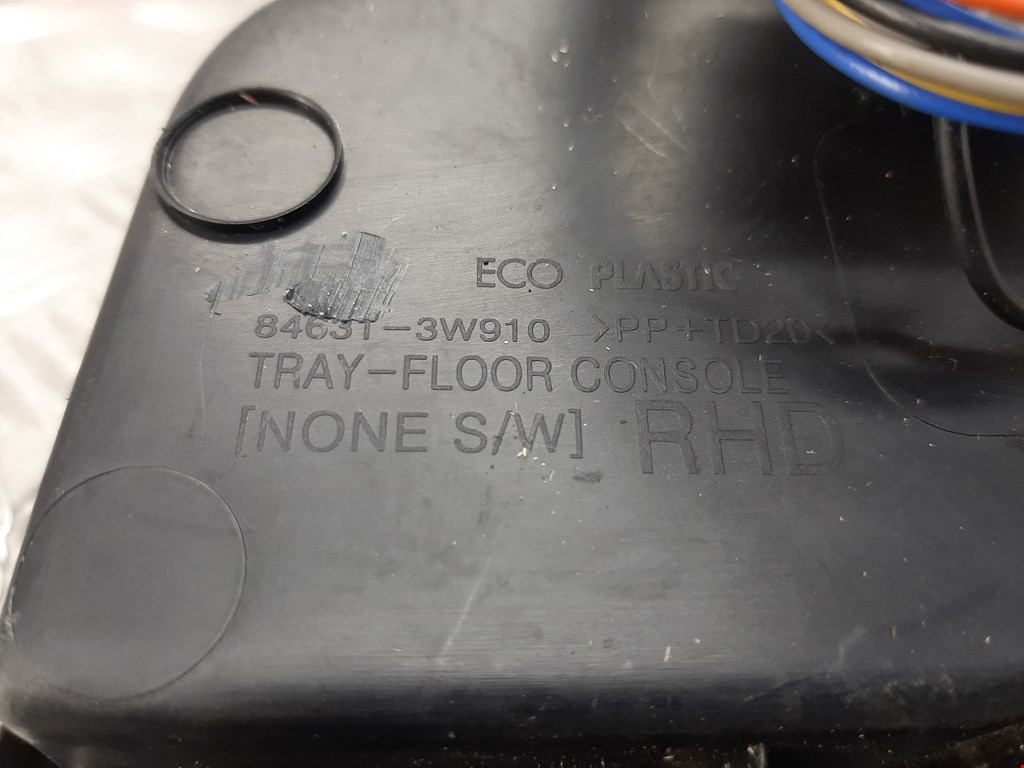 ECO PLASTIC
84631-3W910 >PP+TD20<
TRAY-FLOOR CONSOLE
[NONE S/W] RHD